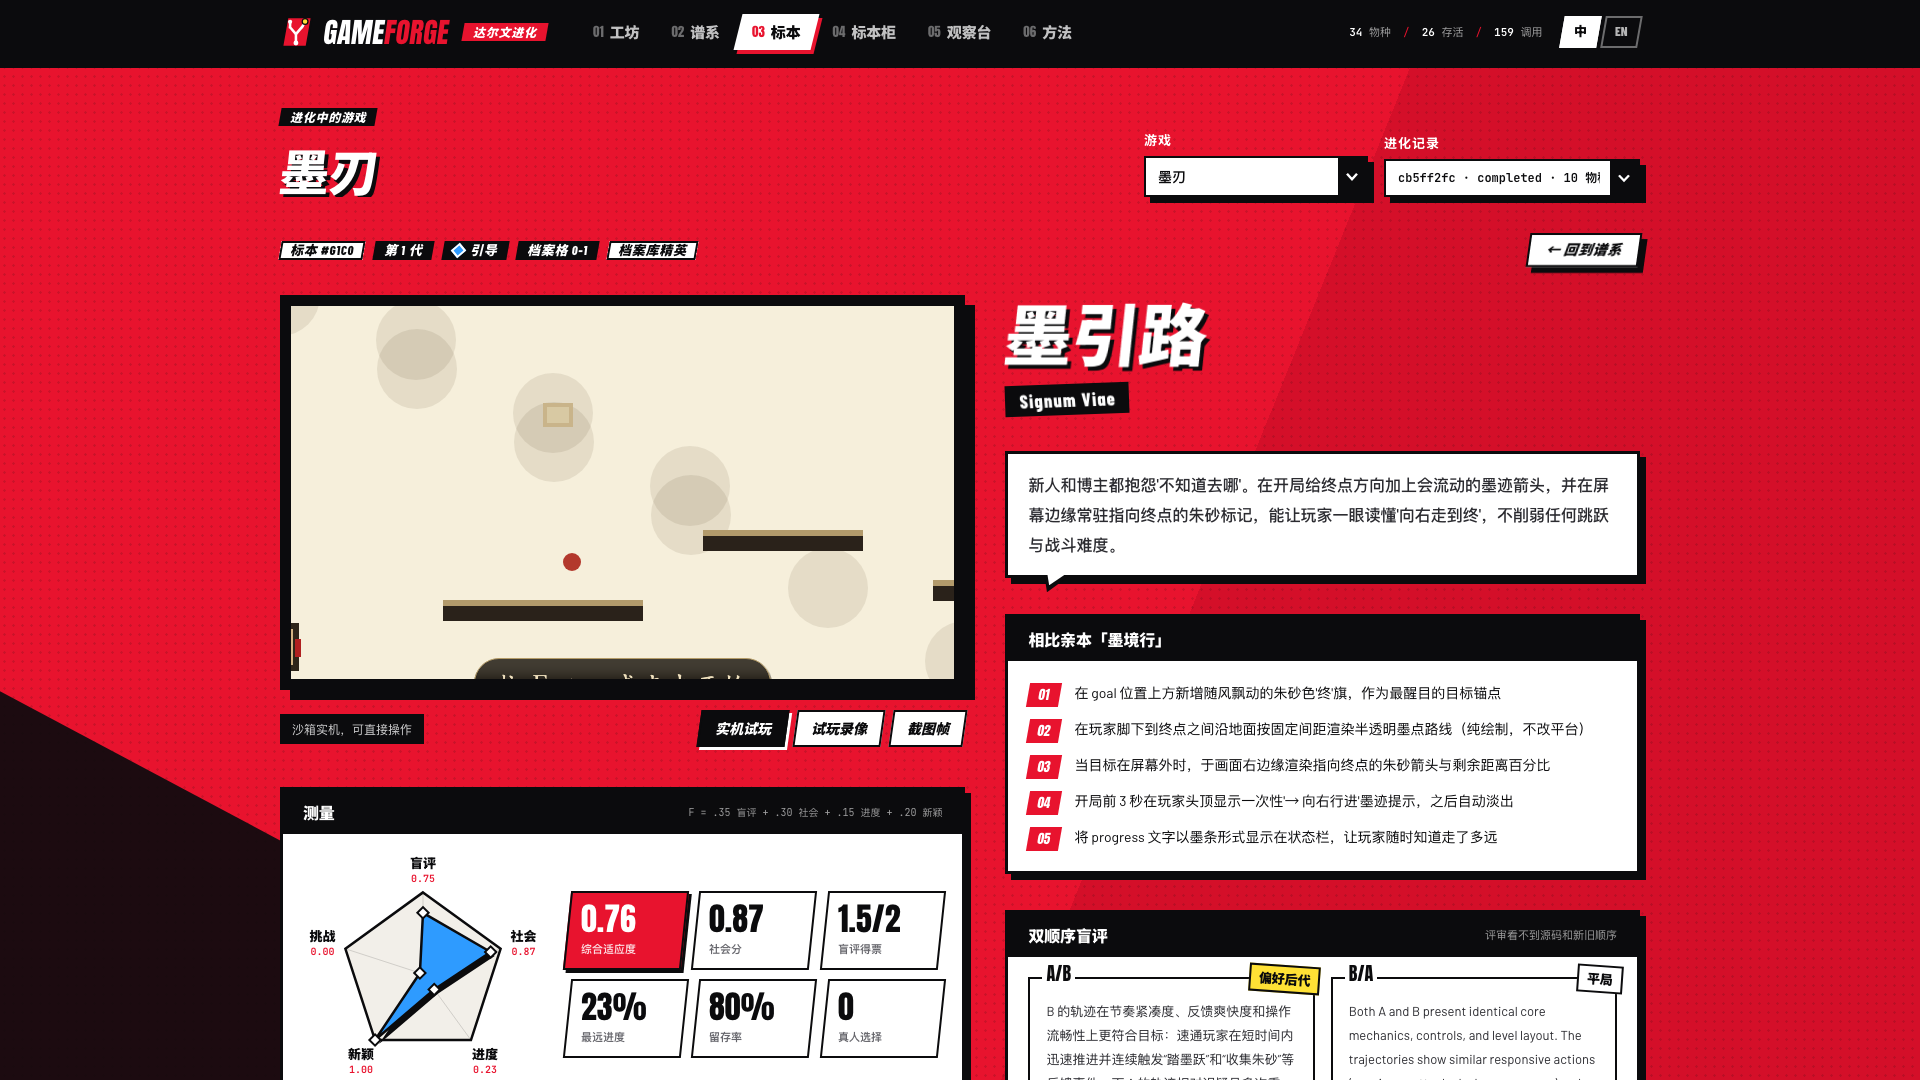 GAMEFORGE 达尔文进化 01 工坊 02 谱系 03 标本 04 标本柜 05 观察台 06 方法 34 物种 / 26 存活 / 159 调用 中 EN
进化中的游戏
墨刃
游戏
墨刃
进化记录
cb5ff2fc · completed · 10 物
标本 #G1C0 第 1 代 引导 档案格 0-1 档案库精英
← 回到谱系
墨引路
Signum Viae
新人和博主都抱怨'不知道去哪'。在开局给终点方向加上会流动的墨迹箭头，并在屏
幕边缘常驻指向终点的朱砂标记，能让玩家一眼读懂'向右走到终'，不削弱任何跳跃
与战斗难度。
沙箱实机，可直接操作
实机试玩 试玩录像 截图帧
相比亲本「墨境行」
01 在 goal 位置上方新增随风飘动的朱砂色'终'旗，作为最醒目的目标锚点
02 在玩家脚下到终点之间沿地面按固定间距渲染半透明墨点路线（纯绘制，不改平台）
03 当目标在屏幕外时，于画面右边缘渲染指向终点的朱砂箭头与剩余距离百分比
04 开局前 3 秒在玩家头顶显示一次性'→ 向右行进'墨迹提示，之后自动淡出
05 将 progress 文字以墨条形式显示在状态栏，让玩家随时知道走了多远
测量 F = .35 盲评 + .30 社会 + .15 进度 + .20 新颖
盲评
0.75
社会
0.87
进度
0.23
新颖
1.00
挑战
0.00
0.76
综合适应度
0.87
社会分
1.5/2
盲评得票
23%
最远进度
80%
留存率
0
真人选择
双顺序盲评 评审看不到源码和新旧顺序
A/B 偏好后代
B 的轨迹在节奏紧凑度、反馈爽快度和操作
流畅性上更符合目标：速通玩家在短时间内
迅速推进并连续触发“踏墨跃”和“收集朱砂”等
B/A 平局
Both A and B present identical core
mechanics, controls, and level layout. The
trajectories show similar responsive actions